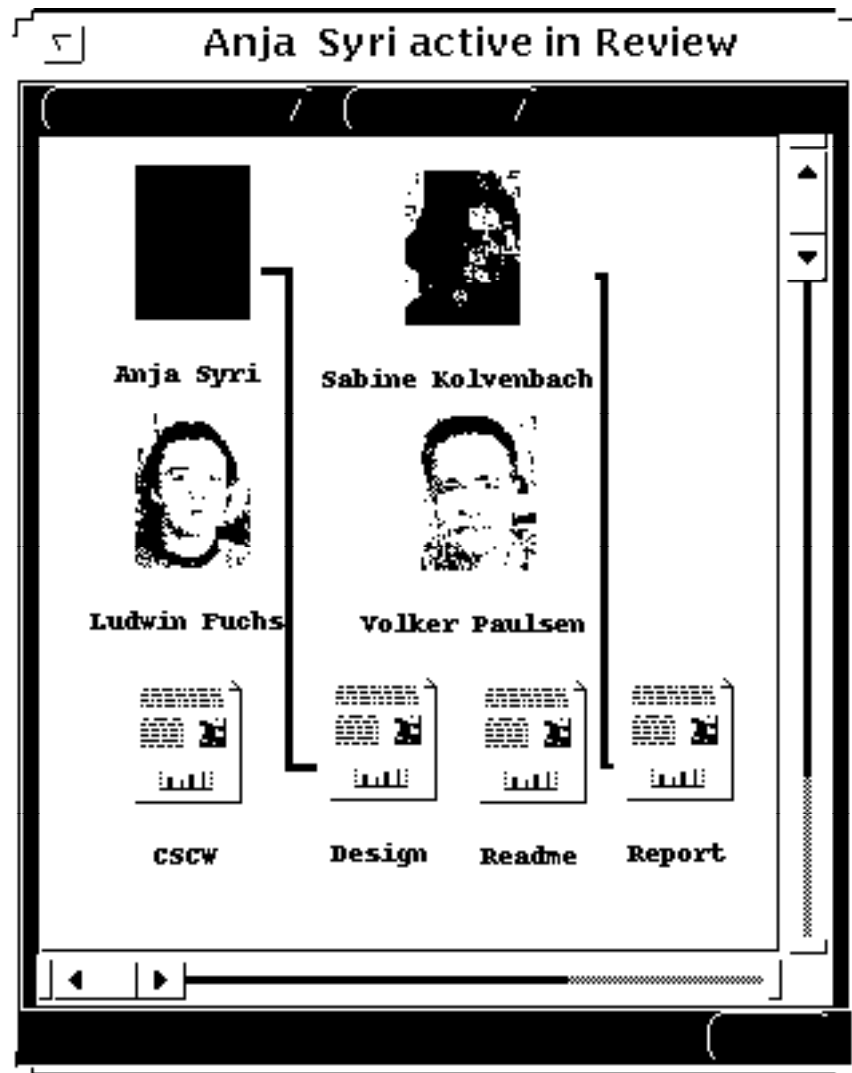 Anja Syri active in Review
Anja Syri
Sabine Kolvenbach
Ludwin Fuchs
Volker Paulsen
CSCW
Design
Readme
Report